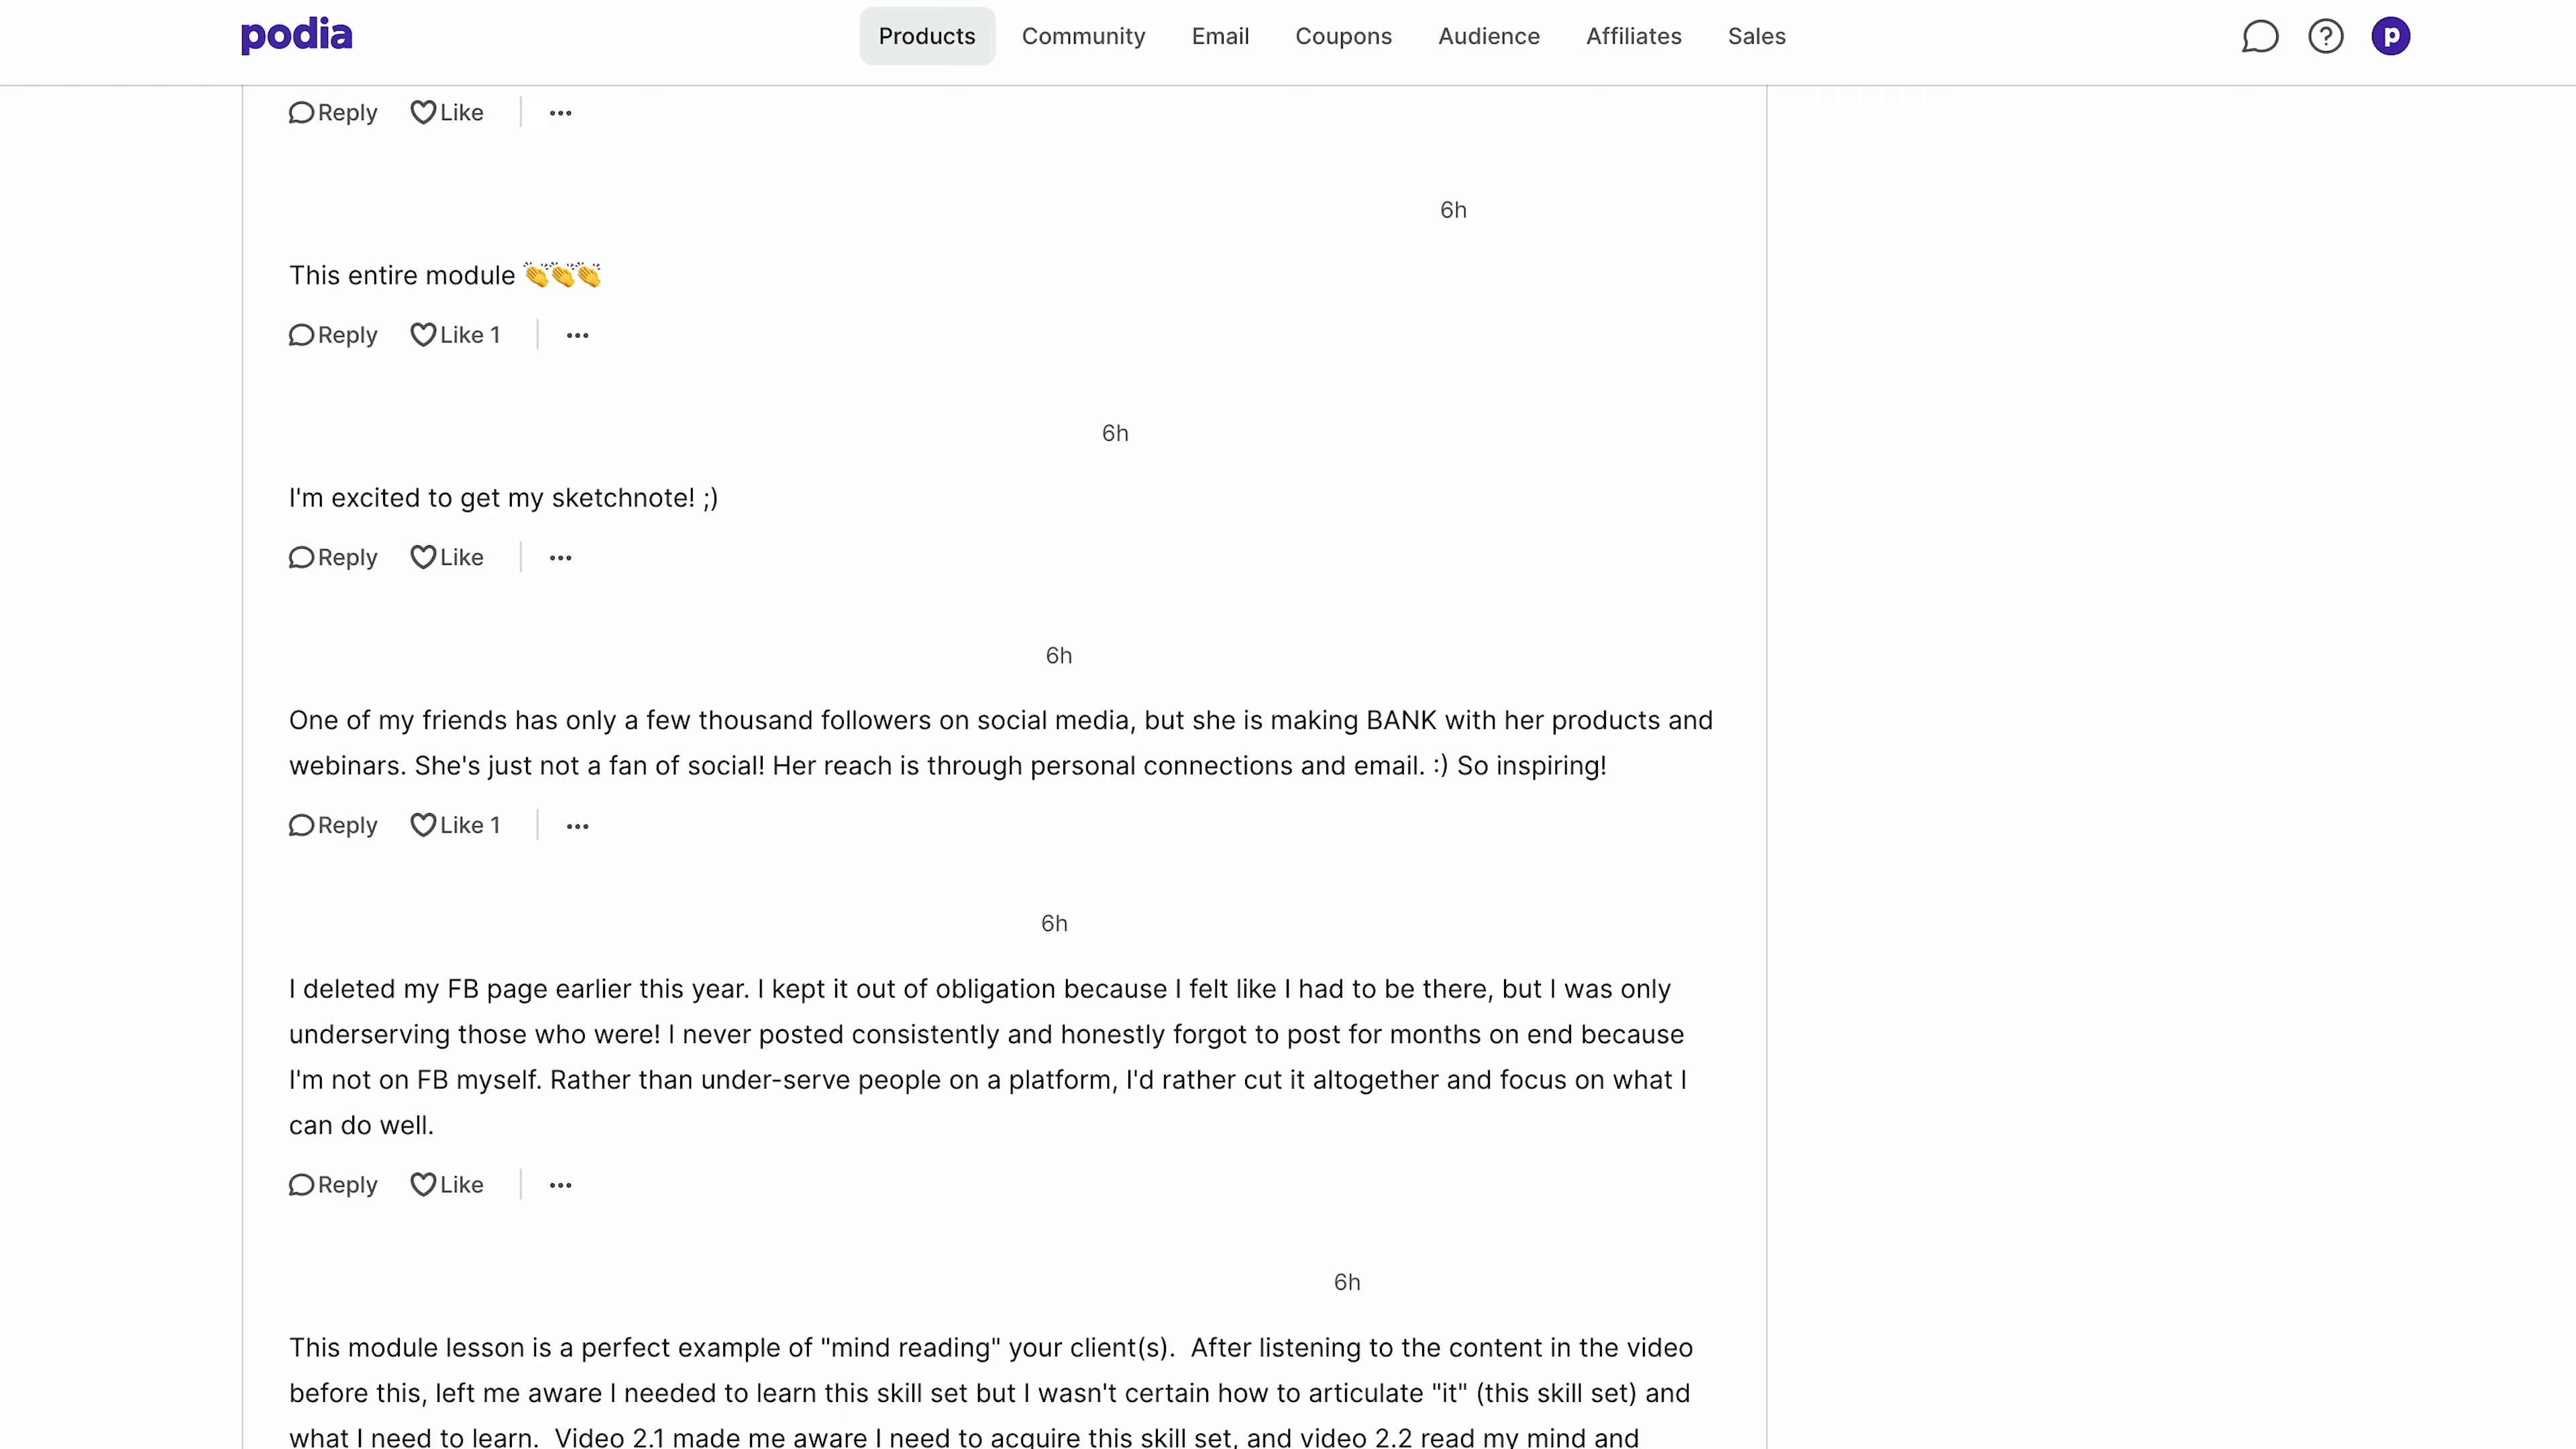 podia
Products Community Email Coupons Audience Affiliates Sales
p
Reply Like
6h
This entire module 👏👏👏
Reply Like 1
6h
I'm excited to get my sketchnote! ;)
Reply Like
6h
One of my friends has only a few thousand followers on social media, but she is making BANK with her products and
webinars. She's just not a fan of social! Her reach is through personal connections and email. :) So inspiring!
Reply Like 1
6h
I deleted my FB page earlier this year. I kept it out of obligation because I felt like I had to be there, but I was only
underserving those who were! I never posted consistently and honestly forgot to post for months on end because
I'm not on FB myself. Rather than under-serve people on a platform, I'd rather cut it altogether and focus on what I
can do well.
Reply Like
6h
This module lesson is a perfect example of "mind reading" your client(s).  After listening to the content in the video
before this, left me aware I needed to learn this skill set but I wasn't certain how to articulate "it" (this skill set) and
what I need to learn.  Video 2.1 made me aware I need to acquire this skill set, and video 2.2 read my mind and